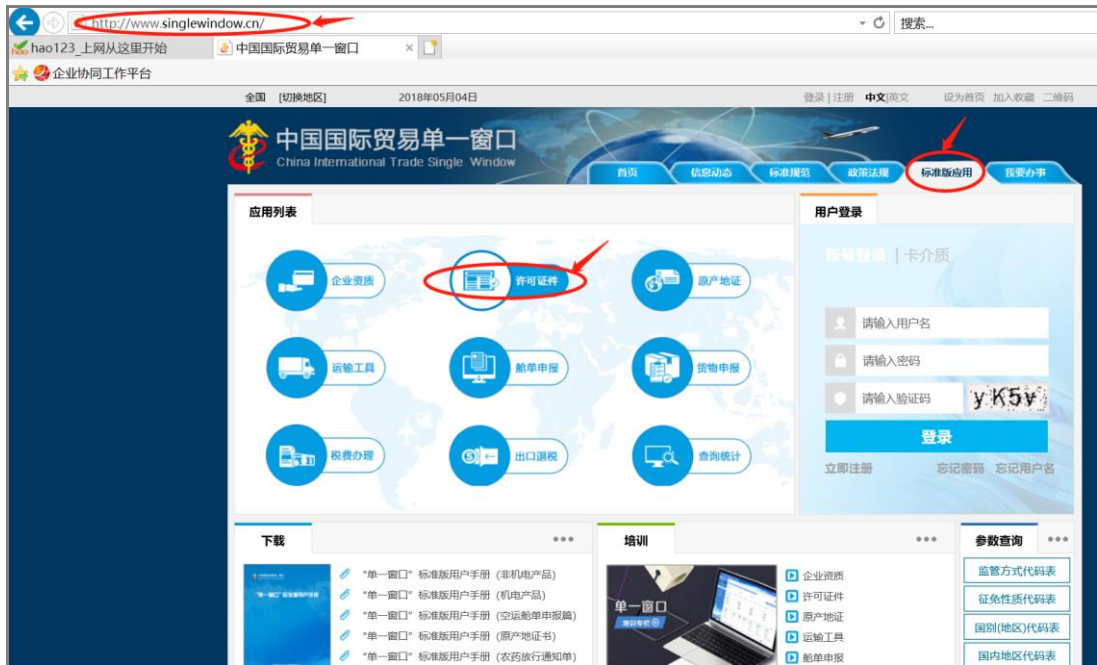 http://www.singlewindow.cn/
搜索...
hao123_上网从这里开始
中国国际贸易单一窗口
企业协同工作平台
全国 [切换地区] 2018年05月04日 登录 | 注册 中文|英文 设为首页 加入收藏 二维码
中国国际贸易单一窗口
China International Trade Single Window
首页 信息动态 标准规范 政策法规 标准版应用 我要办事
应用列表
用户登录
账号登录 | 卡介质
企业资质 许可证件 原产地证
请输入用户名
运输工具 舱单申报 货物申报
请输入密码
请输入验证码 yK5v
登录
税费办理 出口退税 查询统计
立即注册 忘记密码 忘记用户名
下载
培训
参数查询
"单一窗口" 标准版用户手册 (非机电产品)
"单一窗口" 标准版用户手册 (机电产品)
"单一窗口" 标准版用户手册 (空运舱单申报篇)
"单一窗口" 标准版用户手册 (原产地证书)
"单一窗口" 标准版用户手册 (农药放行通知单)
单一窗口
培训专栏
企业资质
许可证件
原产地证
运输工具
舱单申报
监管方式代码表
征免性质代码表
国别(地区)代码表
国内地区代码表